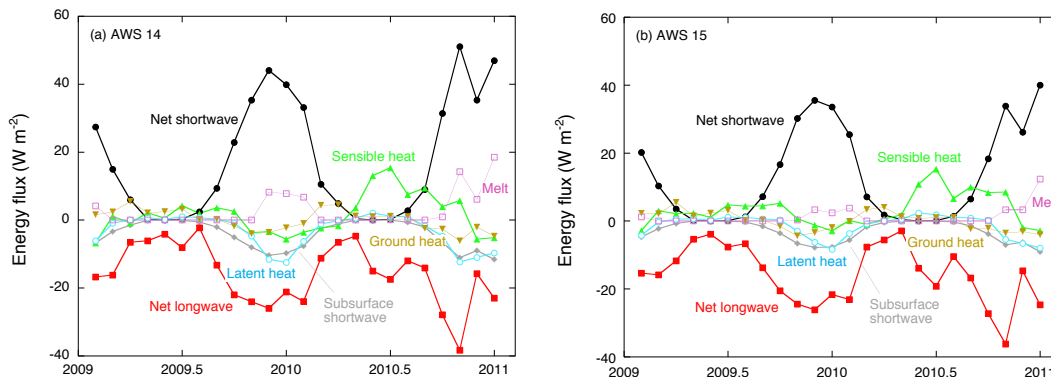 (a) AWS 14
Energy flux (W m-2)
60
40
20
0
-20
-40
Net shortwave
Sensible heat
Melt
Ground heat
Latent heat
Net longwave
Subsurface
shortwave
2009
2009.5
2010
2010.5
2011
(b) AWS 15
Energy flux (W m-2)
60
40
20
0
-20
-40
Net shortwave
Sensible heat
Me
Ground heat
Latent heat
Net longwave
Subsurface
shortwave
2009
2009.5
2010
2010.5
2011